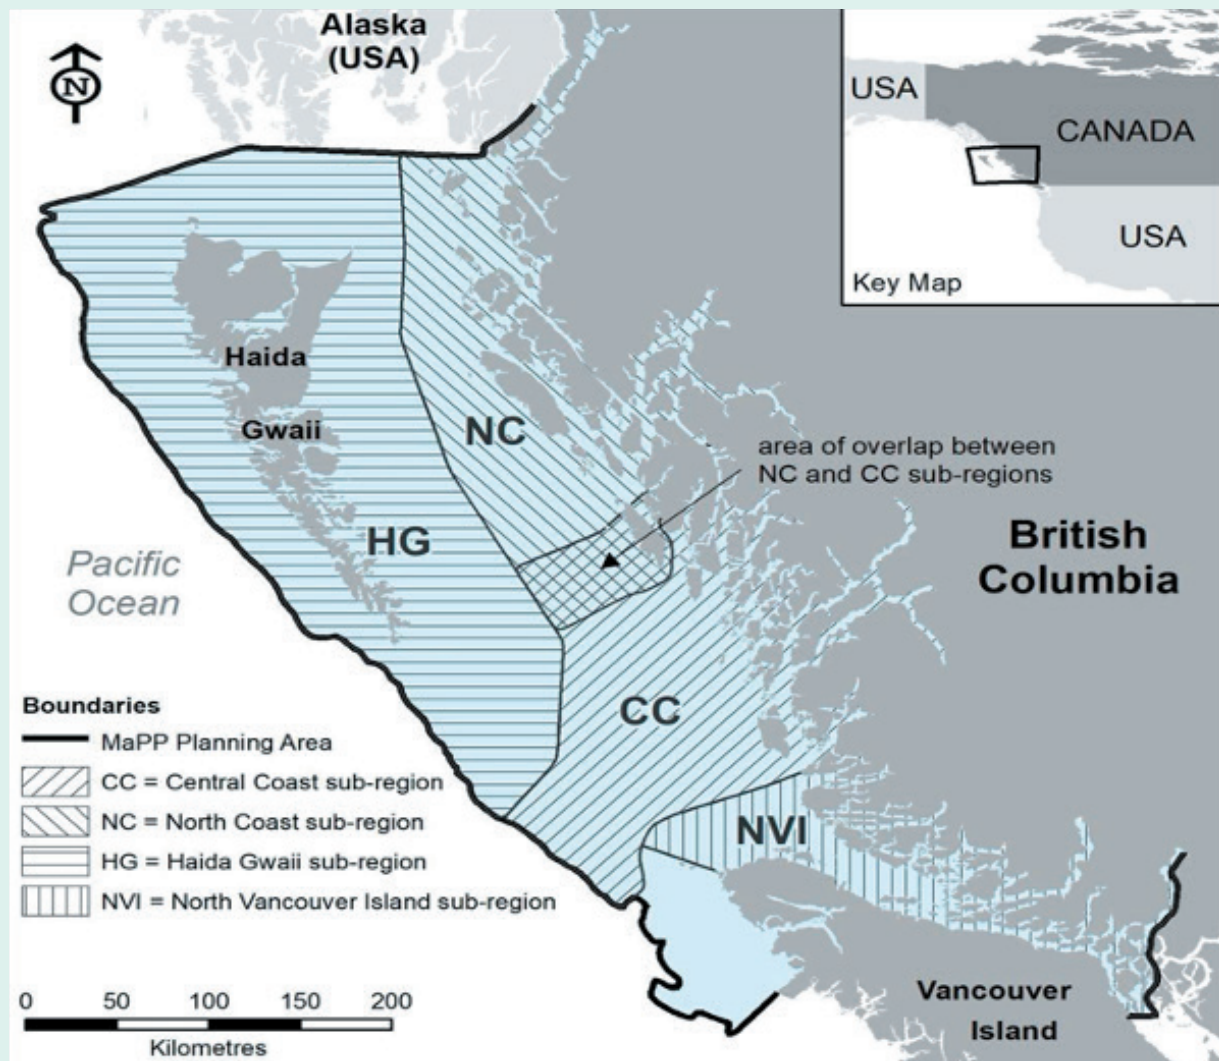 Alaska
(USA)
N
USA
CANADA
USA
Key Map
Haida
Gwaii
NC
area of overlap between
NC and CC sub-regions
HG
British
Columbia
Pacific
Ocean
CC
NVI
Boundaries
MaPP Planning Area
CC = Central Coast sub-region
NC = North Coast sub-region
HG = Haida Gwaii sub-region
NVI = North Vancouver Island sub-region
0 50 100 150 200
Kilometres
Vancouver
Island